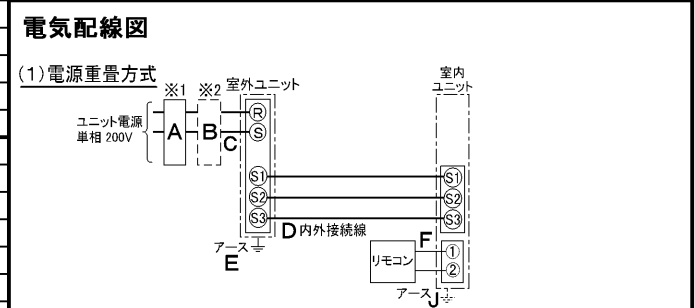 電気配線図
(1)電源重畳方式
※1 ※2 室外ユニット
室内
ユニット
ユニット電源
単相 200V
A
B
C
R
S
S1
S2
S3
S1
S2
S3
D 内外接続線
アース
E
リモコン
F
1
2
アース
J